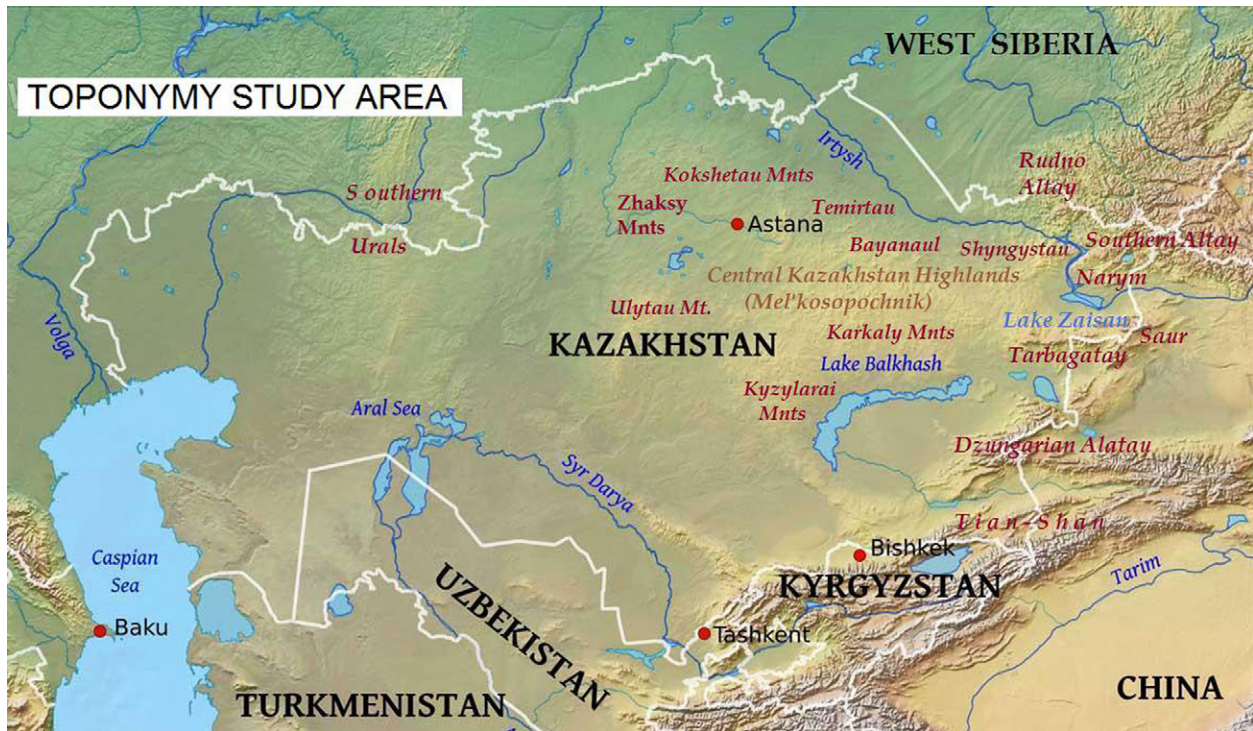 WEST SIBERIA
TOPONYMY STUDY AREA
Irtysh
Rudno
Altay
Kokshetau Mnts
Southern
Urals
Zhaksy
Mnts
Temirtau
Astana
Bayanaul
Shyngystau
Southern Altay
Central Kazakhstan Highlands
(Mel'kosopochnik)
Narym
Ulytau Mt.
Lake Zaisan
Volga
KAZAKHSTAN
Karkaly Mnts
Saur
Tarbagatay
Lake Balkhash
Kyzylarai
Mnts
Aral Sea
Dzungarian Alatay
Syr Darya
Tian-Shan
Caspian
Sea
Bishkek
Tarim
KYRGYZSTAN
UZBEKISTAN
Baku
Tashkent
TURKMENISTAN
CHINA